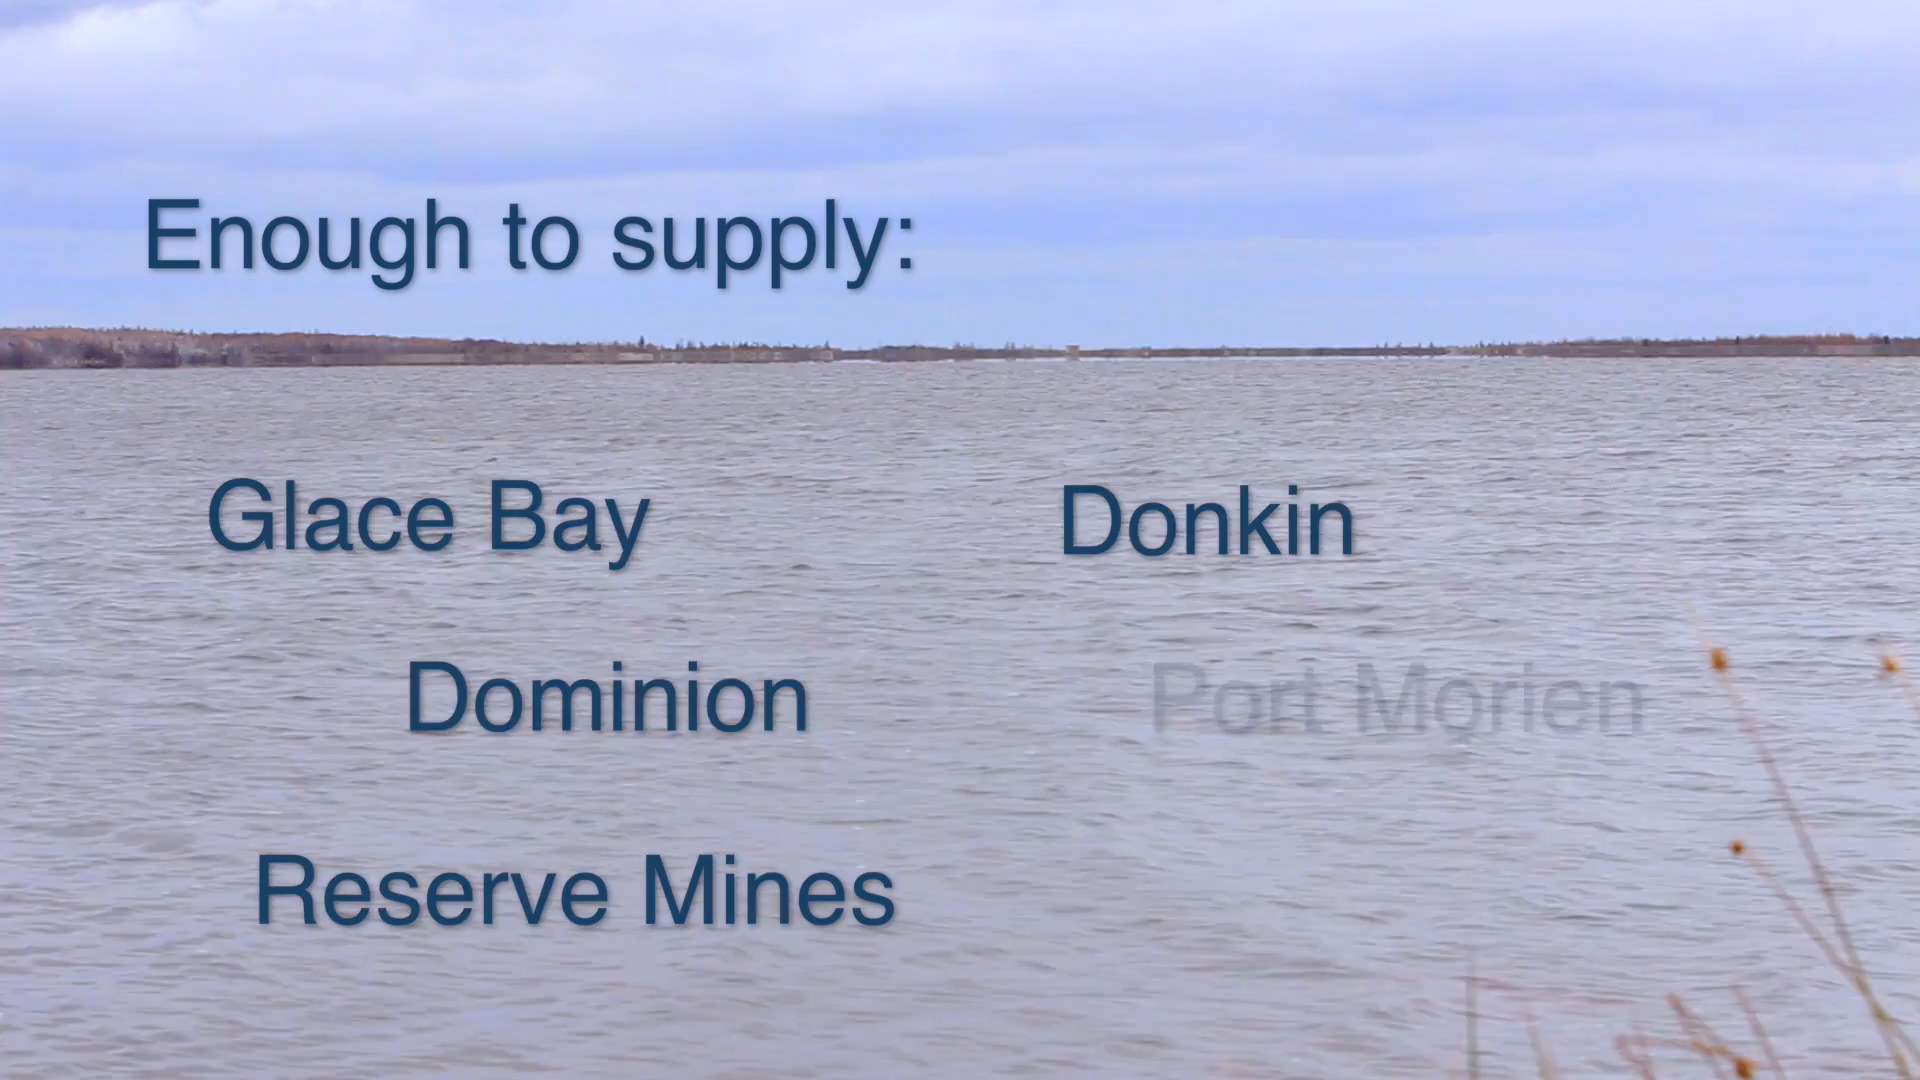 Enough to supply:
Glace Bay
Donkin
Dominion
Port Morien
Reserve Mines